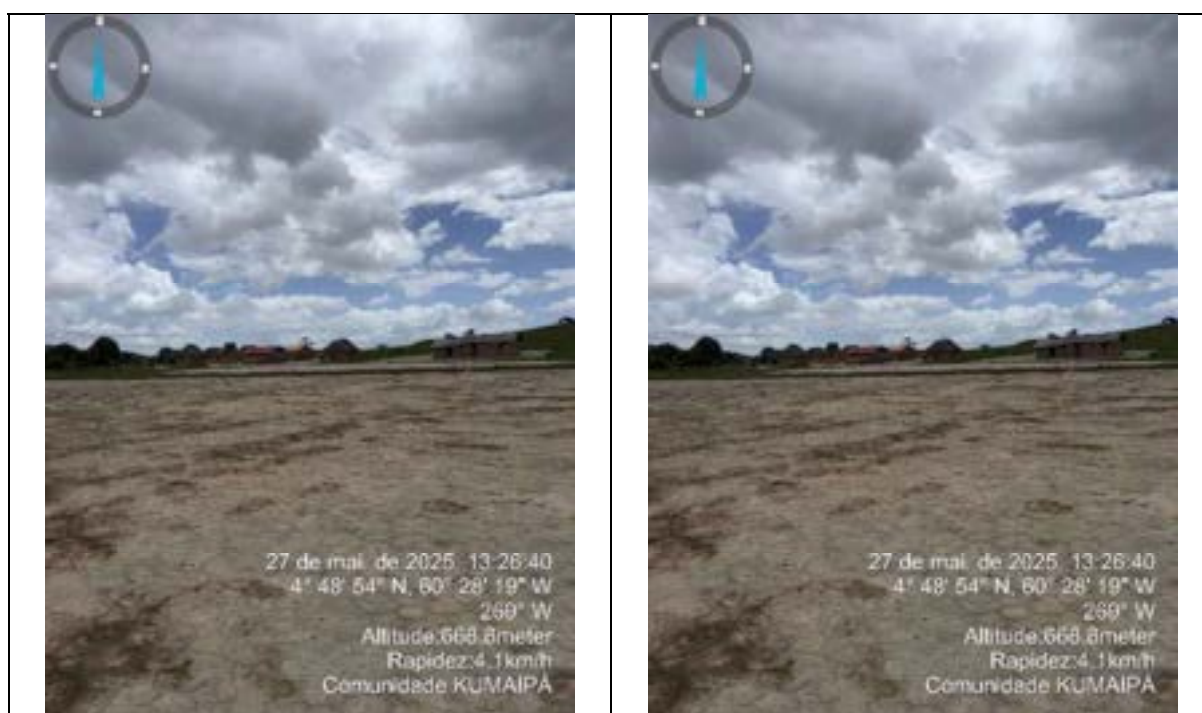 27 de mai. de 2025 13:26:40
4° 48' 54" N, 60° 28' 19" W
269° W
Altitude:668.8meter
Rapidez:4.1km/h
Comunidade KUMAIPÁ
27 de mai. de 2025 13:26:40
4° 48' 54" N, 60° 28' 19" W
269° W
Altitude:668.8meter
Rapidez:4.1km/h
Comunidade KUMAIPÁ